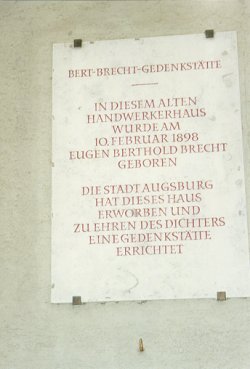 BERT-BRECHT-GEDENKSTÄTTE
IN DIESEM ALTEN
HANDWERKERHAUS
WURDE AM
10. FEBRUAR 1898
EUGEN BERTHOLD BRECHT
GEBOREN
DIE STADT AUGSBURG
HAT DIESES HAUS
ERWORBEN UND
ZU EHREN DES DICHTERS
EINE GEDENKSTÄTTE
ERRICHTET